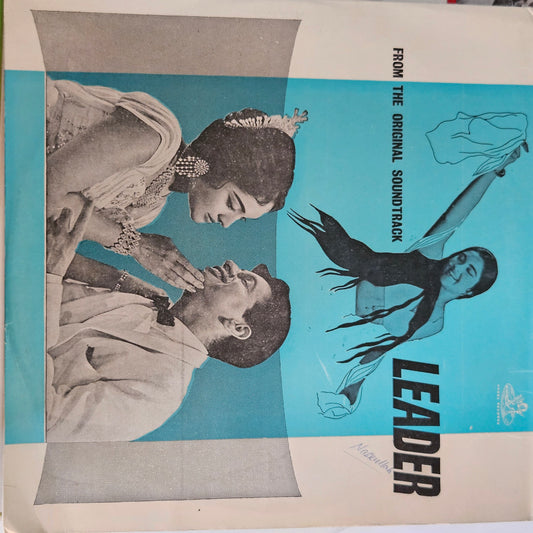 FROM THE ORIGINAL SOUNDTRACK
LEADER